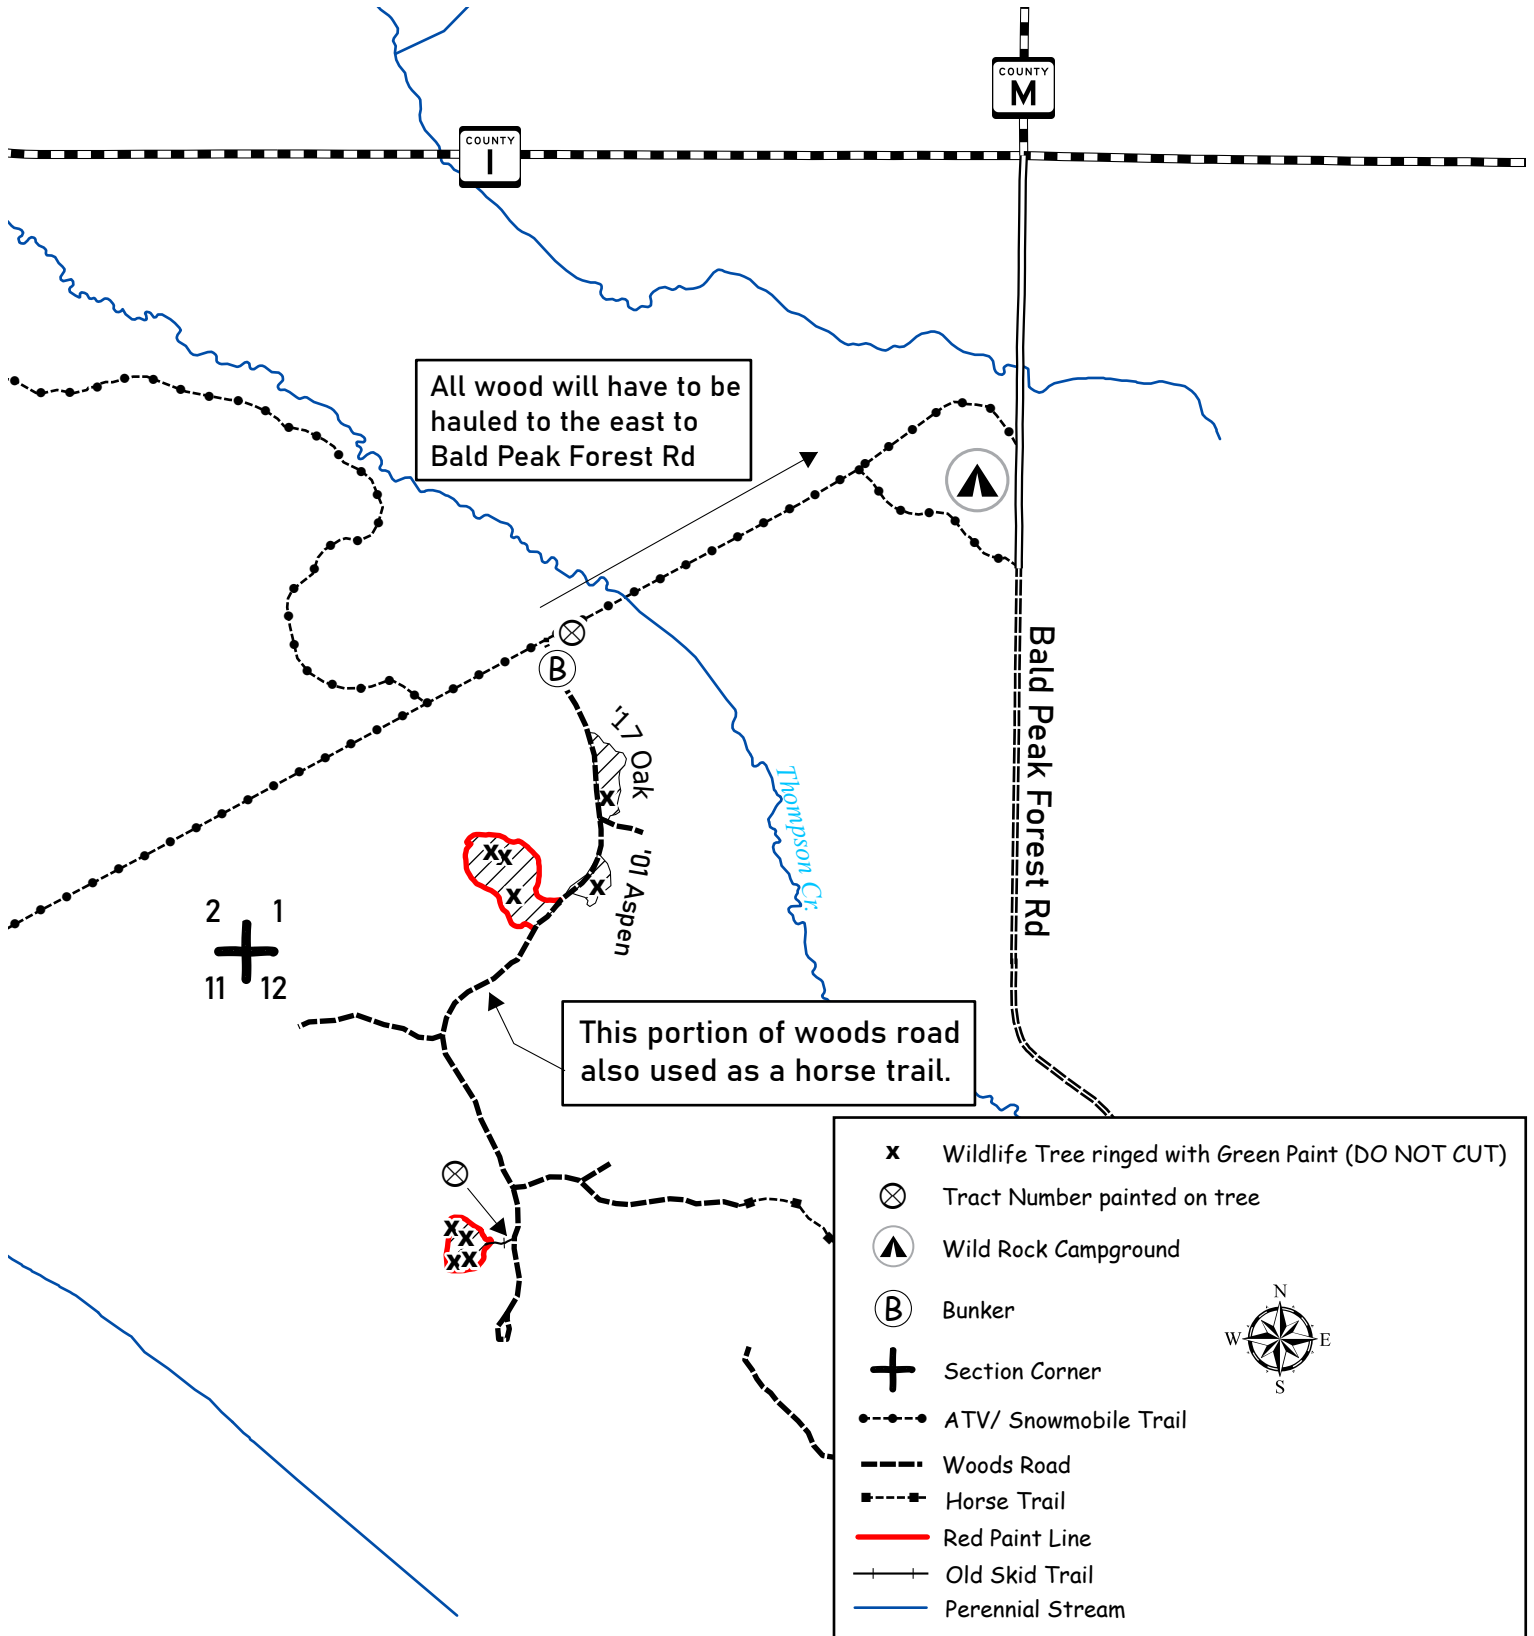 COUNTY
M
COUNTY
I
All wood will have to be
hauled to the east to
Bald Peak Forest Rd
B
'17 Oak
Bald Peak Forest Rd
Thompson Cr.
'01 Aspen
x
xx
x
x
2 1
11 12
This portion of woods road
also used as a horse trail.
x
x
xx
x Wildlife Tree ringed with Green Paint (DO NOT CUT)
Tract Number painted on tree
Wild Rock Campground
B Bunker
Section Corner
ATV/ Snowmobile Trail
Woods Road
Horse Trail
Red Paint Line
Old Skid Trail
Perennial Stream
N
W E
S